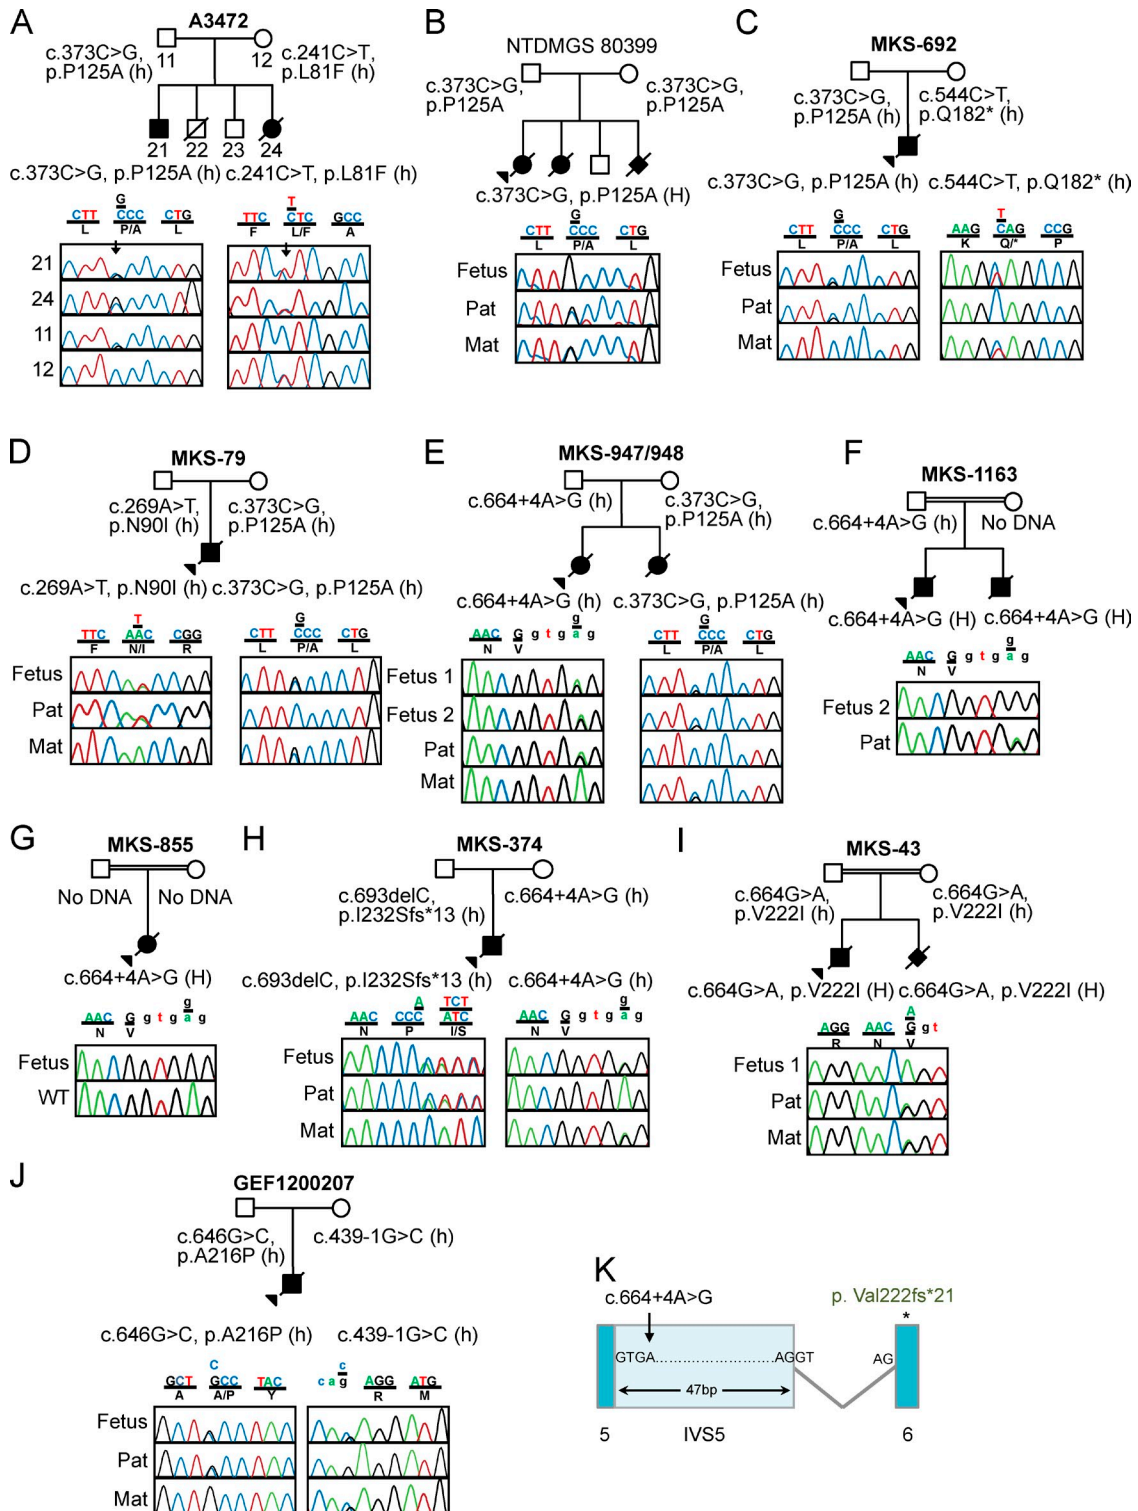 A
A3472
c.373C>G,
p.P125A (h)
11
12
c.241C>T,
p.L81F (h)
21
22
23
24
c.373C>G, p.P125A (h) c.241C>T, p.L81F (h)
G
CTT CCC CTG
L P/A L
T
TTC CTC GCC
F L/F A
21
24
11
12
B
NTDMGS 80399
c.373C>G,
p.P125A
c.373C>G,
p.P125A
c.373C>G, p.P125A (H)
G
CTT CCC CTG
L P/A L
Fetus
Pat
Mat
C
MKS-692
c.373C>G,
p.P125A (h)
c.544C>T,
p.Q182* (h)
c.373C>G, p.P125A (h) c.544C>T, p.Q182* (h)
G
CTT CCC CTG
L P/A L
T
AAG CAG CCG
K Q/* P
Fetus
Pat
Mat
D
MKS-79
c.269A>T,
p.N90I (h)
c.373C>G,
p.P125A (h)
c.269A>T, p.N90I (h) c.373C>G, p.P125A (h)
T
TTC AAC CGG
F N/I R
G
CTT CCC CTG
L P/A L
Fetus
Pat
Mat
E
MKS-947/948
c.664+4A>G (h)
c.373C>G,
p.P125A (h)
c.664+4A>G (h) c.373C>G, p.P125A (h)
g
AAC G g t g a g
N V
G
CTT CCC CTG
L P/A L
Fetus 1
Fetus 2
Pat
Mat
F
MKS-1163
c.664+4A>G (h) No DNA
c.664+4A>G (H) c.664+4A>G (H)
g
AAC G g t g a g
N V
Fetus 2
Pat
G
MKS-855
No DNA No DNA
c.664+4A>G (H)
g
AAC G g t g a g
N V
Fetus
WT
H
MKS-374
c.693delC,
p.I232Sfs*13 (h)
c.664+4A>G (h)
c.693delC, p.I232Sfs*13 (h) c.664+4A>G (h)
A TCT
AAC CCC ATC
N P I/S
g
AAC G g t g a g
N V
Fetus
Pat
Mat
I
MKS-43
c.664G>A,
p.V222I (h)
c.664G>A,
p.V222I (h)
c.664G>A, p.V222I (H) c.664G>A, p.V222I (H)
A
AGG AAC G g t
R N V
Fetus 1
Pat
Mat
J
GEF1200207
c.646G>C,
p.A216P (h)
c.439-1G>C (h)
c.646G>C, p.A216P (h) c.439-1G>C (h)
C
GCT GCC TAC
A A/P Y
c
c a g AGG ATG
R M
Fetus
Pat
Mat
K
c.664+4A>G
p. Val222fs*21
*
GTGA..........................AGGT AG
47bp
5 IVS5 6